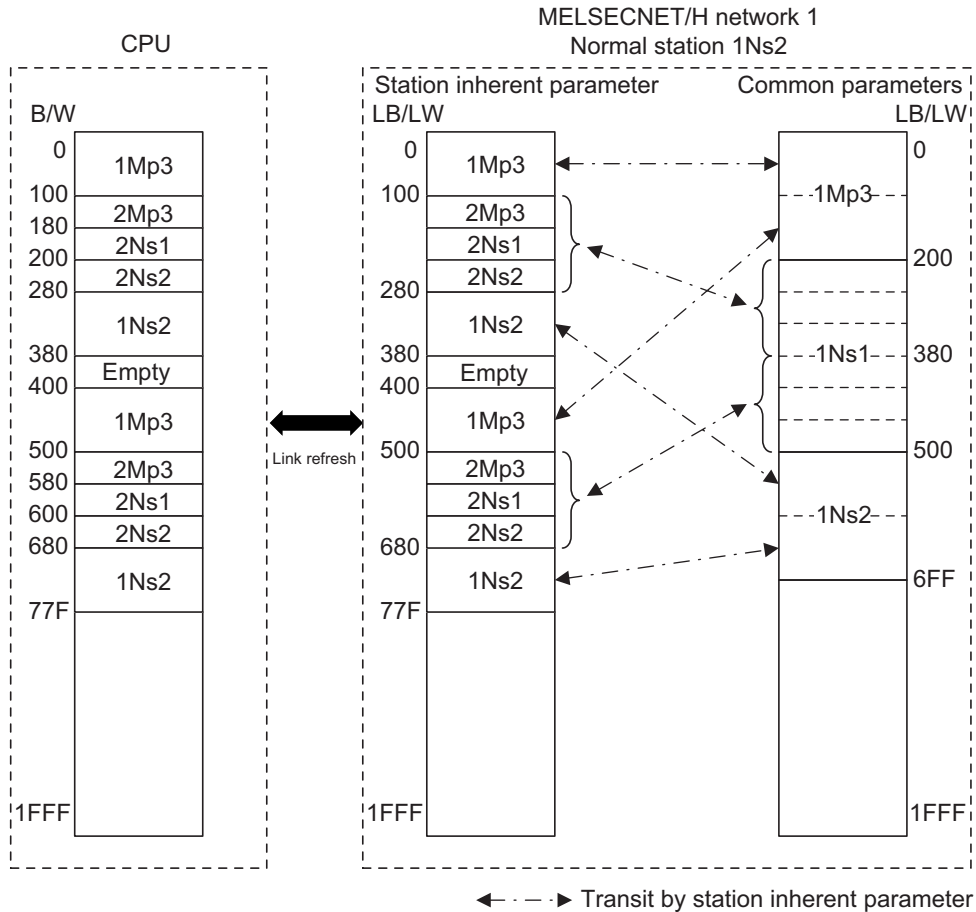 MELSECNET/H network 1
CPU
Normal station 1Ns2
Station inherent parameter
Common parameters
B/W
LB/LW
LB/LW
0
1Mp3
100
2Mp3
180
2Ns1
200
2Ns2
280
1Ns2
380
Empty
400
1Mp3
500
2Mp3
580
2Ns1
600
2Ns2
680
1Ns2
77F
1FFF
Link refresh
0
1Mp3
100
2Mp3
2Ns1
2Ns2
280
1Ns2
380
Empty
400
1Mp3
500
2Mp3
2Ns1
2Ns2
680
1Ns2
77F
1FFF
0
1Mp3
200
1Ns1
380
500
1Ns2
6FF
1FFF
Transit by station inherent parameter